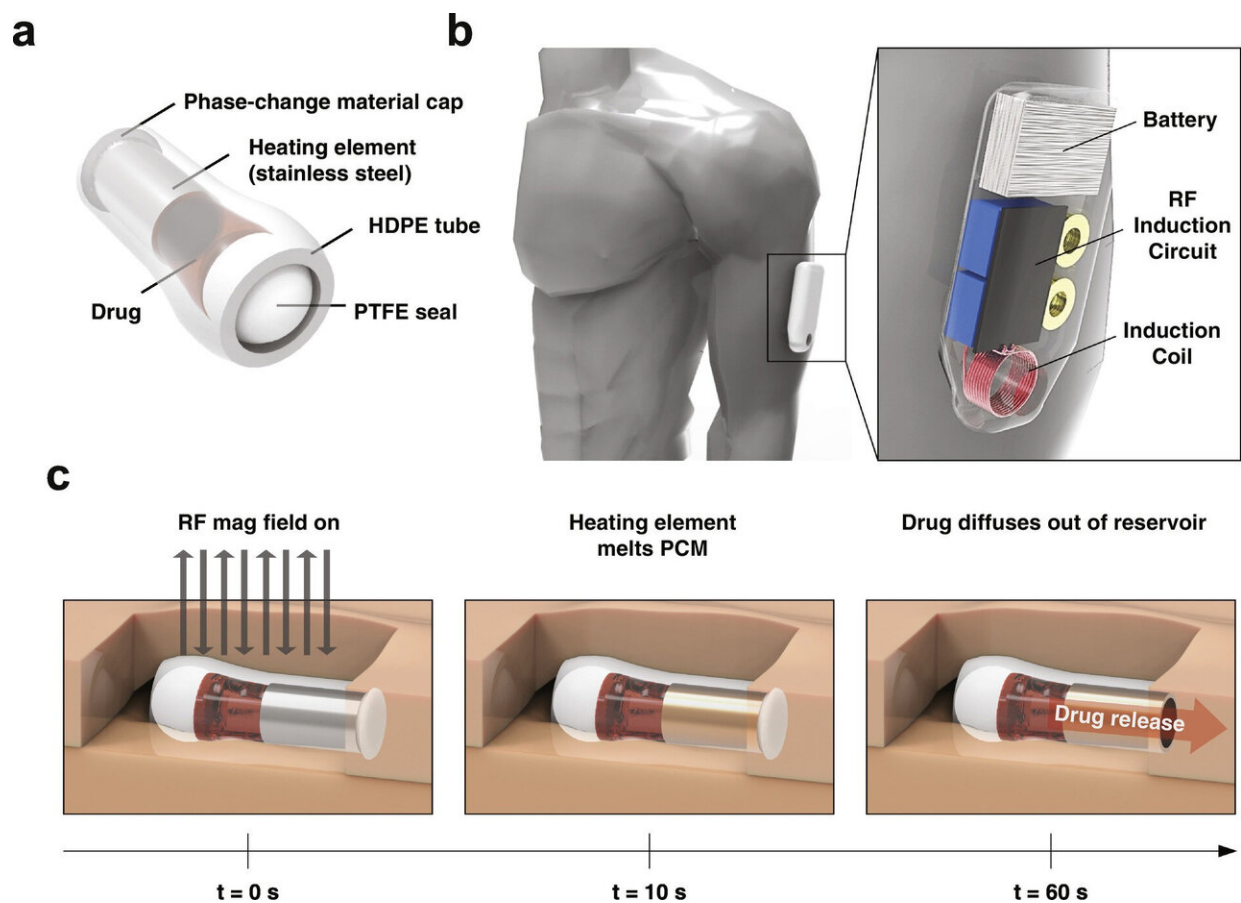 a
Phase-change material cap
Heating element
(stainless steel)
HDPE tube
Drug
PTFE seal
b
Battery
RF
Induction
Circuit
Induction
Coil
c
RF mag field on
Heating element
melts PCM
Drug diffuses out of reservoir
Drug release
t = 0 s
t = 10 s
t = 60 s